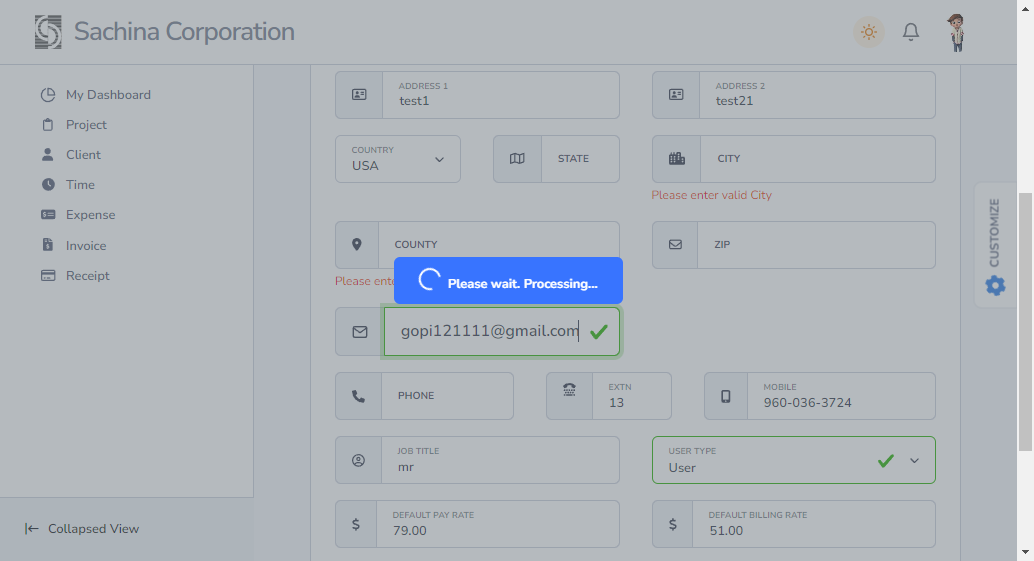 Sachina Corporation
My Dashboard
Project
Client
Time
Expense
Invoice
Receipt
Collapsed View
ADDRESS 1
test1
ADDRESS 2
test21
COUNTRY
USA
STATE
CITY
Please enter valid City
COUNTY
ZIP
Please
Please wait. Processing...
gopi121111@gmail.com
PHONE
EXTN
13
MOBILE
960-036-3724
JOB TITLE
mr
USER TYPE
User
$
DEFAULT PAY RATE
79.00
$
DEFAULT BILLING RATE
51.00
CUSTOMIZE